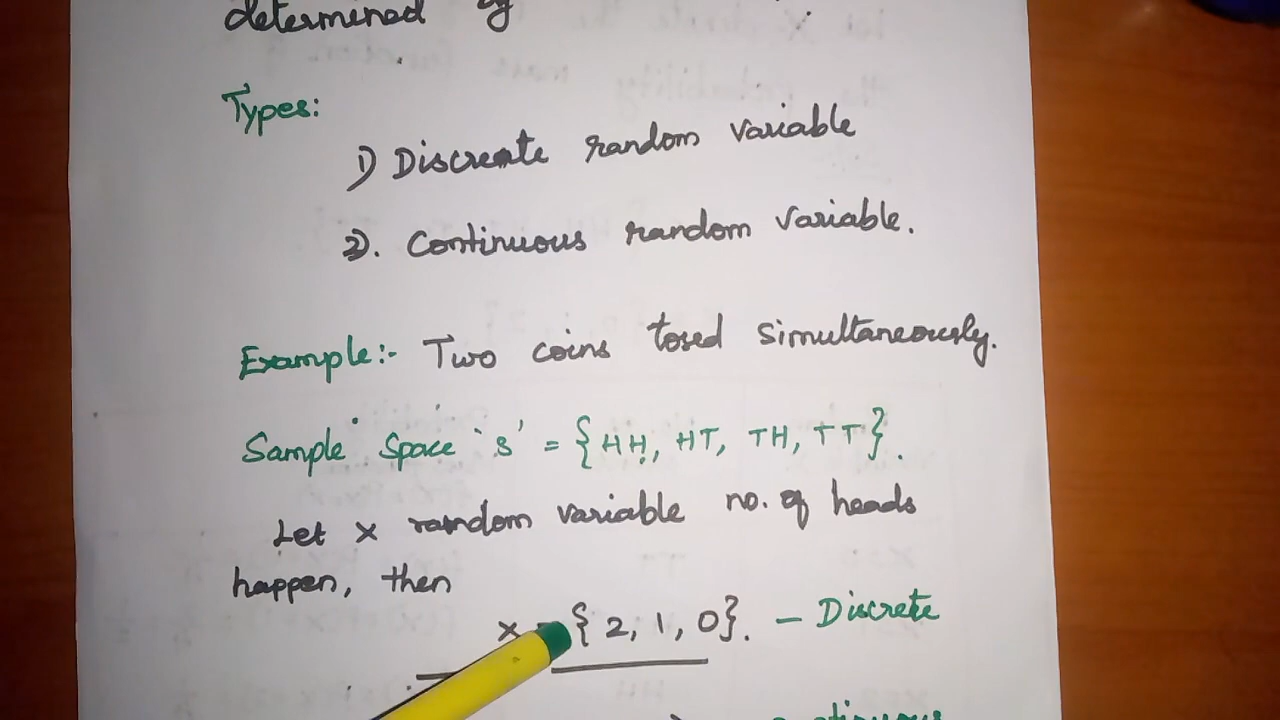 determined by
Types:
1) Discreate random variable
2). Continuous random variable.
Example:- Two coins tosed simultaneously.
Sample Space 's' = {HH, HT, TH, TT}.
Let x random variable no. of heads
happen, then
x = {2, 1, 0}. - Discrete